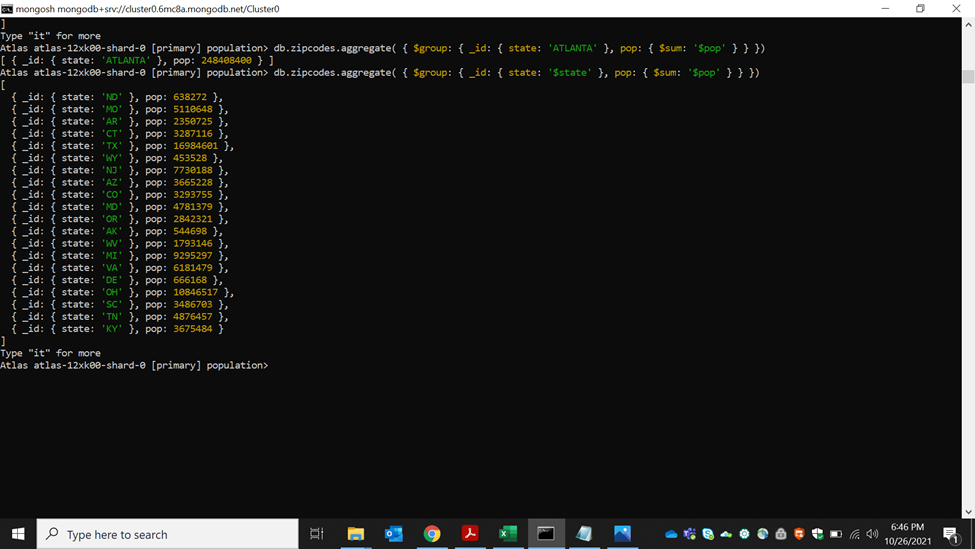 mongosh mongodb+srv://cluster0.6mc8a.mongodb.net/Cluster0
]
Type "it" for more
Atlas atlas-12xk00-shard-0 [primary] population> db.zipcodes.aggregate( { $group: { _id: { state: 'ATLANTA' }, pop: { $sum: '$pop' } } })
[ { _id: { state: 'ATLANTA' }, pop: 248408400 } ]
Atlas atlas-12xk00-shard-0 [primary] population> db.zipcodes.aggregate( { $group: { _id: { state: '$state' }, pop: { $sum: '$pop' } } })
[
  { _id: { state: 'ND' }, pop: 638272 },
  { _id: { state: 'MO' }, pop: 5110648 },
  { _id: { state: 'AR' }, pop: 2350725 },
  { _id: { state: 'CT' }, pop: 3287116 },
  { _id: { state: 'TX' }, pop: 16984601 },
  { _id: { state: 'WY' }, pop: 453528 },
  { _id: { state: 'NJ' }, pop: 7730188 },
  { _id: { state: 'AZ' }, pop: 3665228 },
  { _id: { state: 'CO' }, pop: 3293755 },
  { _id: { state: 'MD' }, pop: 4781379 },
  { _id: { state: 'OR' }, pop: 2842321 },
  { _id: { state: 'AK' }, pop: 544698 },
  { _id: { state: 'WV' }, pop: 1793146 },
  { _id: { state: 'MI' }, pop: 9295297 },
  { _id: { state: 'VA' }, pop: 6181479 },
  { _id: { state: 'DE' }, pop: 666168 },
  { _id: { state: 'OH' }, pop: 10846517 },
  { _id: { state: 'SC' }, pop: 3486703 },
  { _id: { state: 'TN' }, pop: 4876457 },
  { _id: { state: 'KY' }, pop: 3675484 }
]
Type "it" for more
Atlas atlas-12xk00-shard-0 [primary] population>
Type here to search
6:46 PM
10/26/2021
1